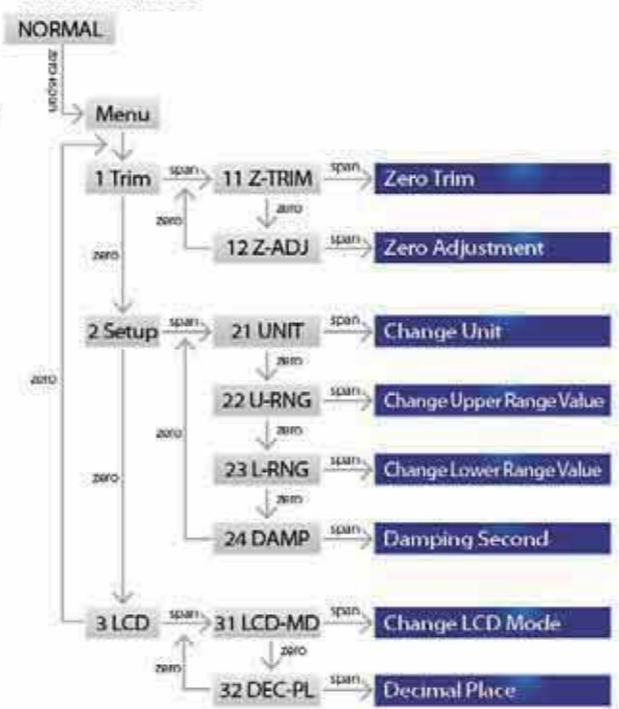 NORMAL
zero +span
Menu
1 Trim
span
11 Z-TRIM
span
Zero Trim
zero
zero
12 Z-ADJ
span
Zero Adjustment
zero
2 Setup
span
21 UNIT
span
Change Unit
zero
22 U-RNG
span
Change Upper Range Value
zero
zero
zero
23 L-RNG
span
Change Lower Range Value
zero
zero
24 DAMP
span
Damping Second
3 LCD
span
31 LCD-MD
span
Change LCD Mode
zero
zero
32 DEC-PL
span
Decimal Place